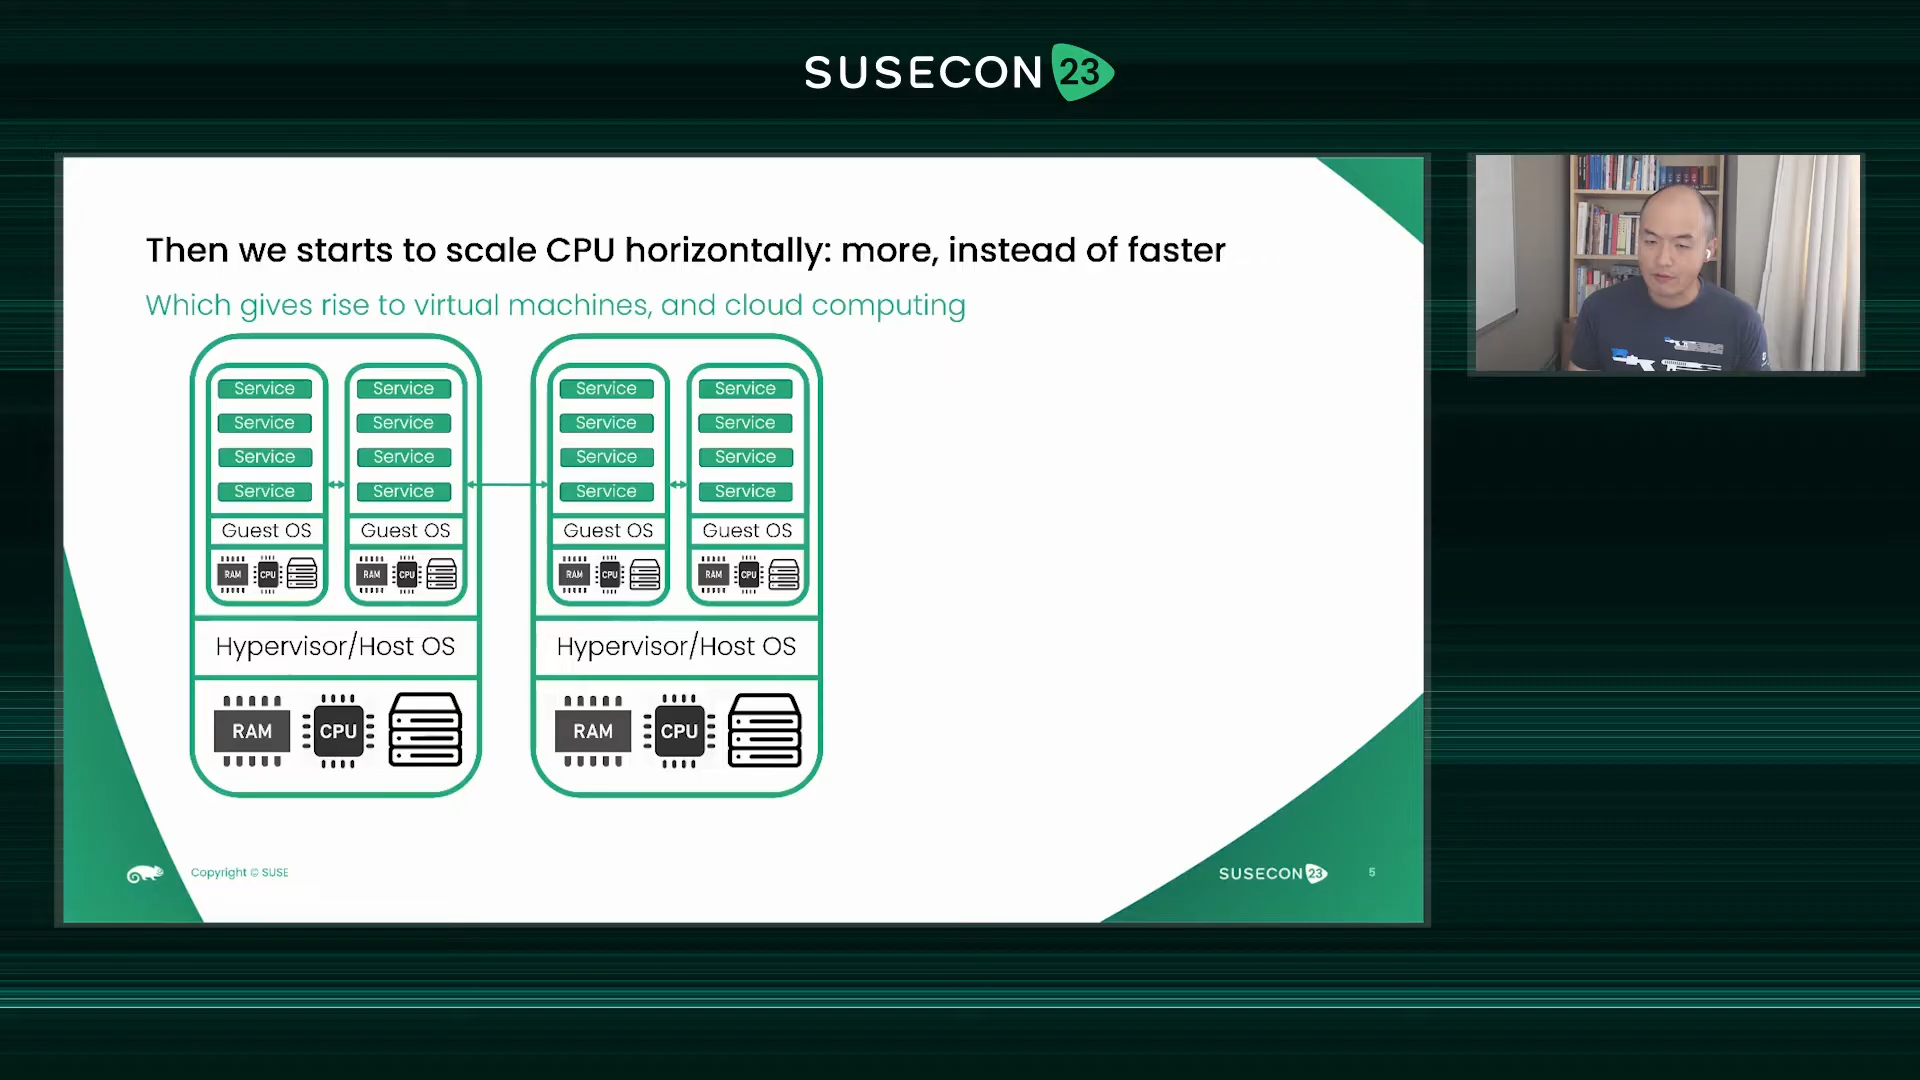 SUSECON 23
Then we starts to scale CPU horizontally: more, instead of faster
Which gives rise to virtual machines, and cloud computing
Service Service Service Service
Service Service Service Service
Service Service Service Service
Service Service Service Service
Guest OS Guest OS Guest OS Guest OS
RAM CPU RAM CPU RAM CPU RAM CPU
Hypervisor/Host OS Hypervisor/Host OS
RAM CPU RAM CPU
Copyright © SUSE SUSECON 23 5